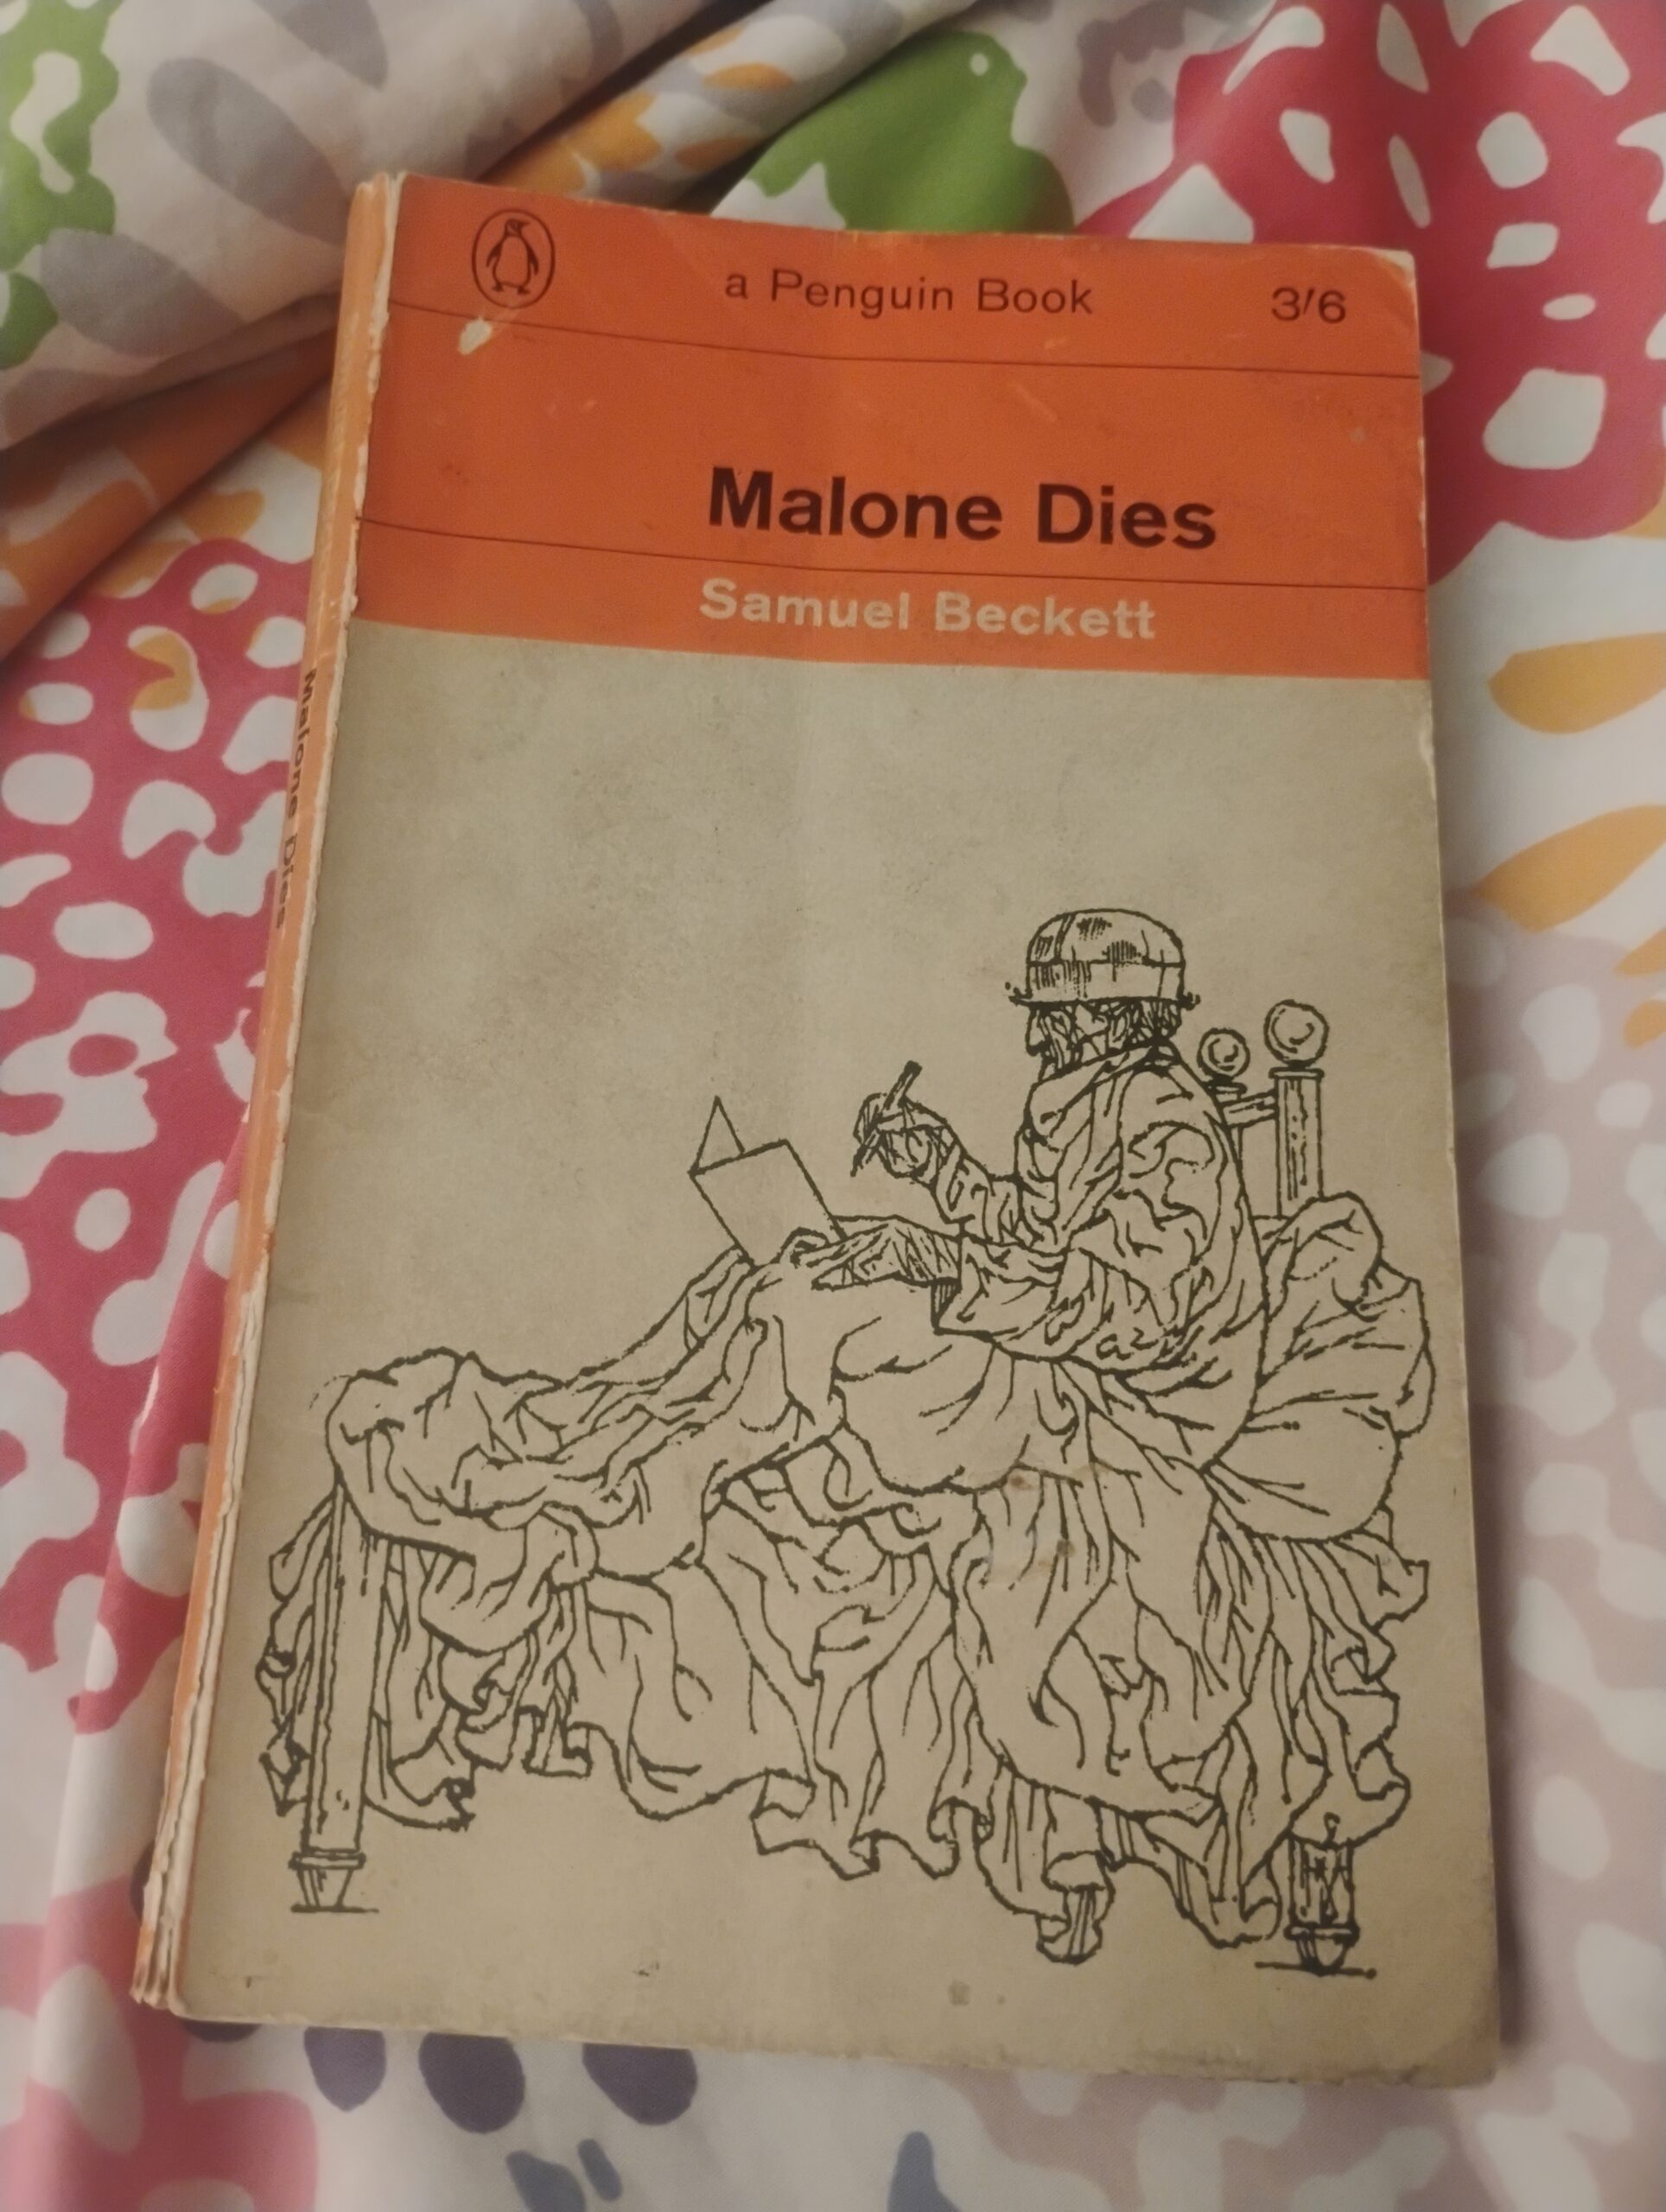 a Penguin Book 3/6
Malone Dies
Samuel Beckett
Malone Dies